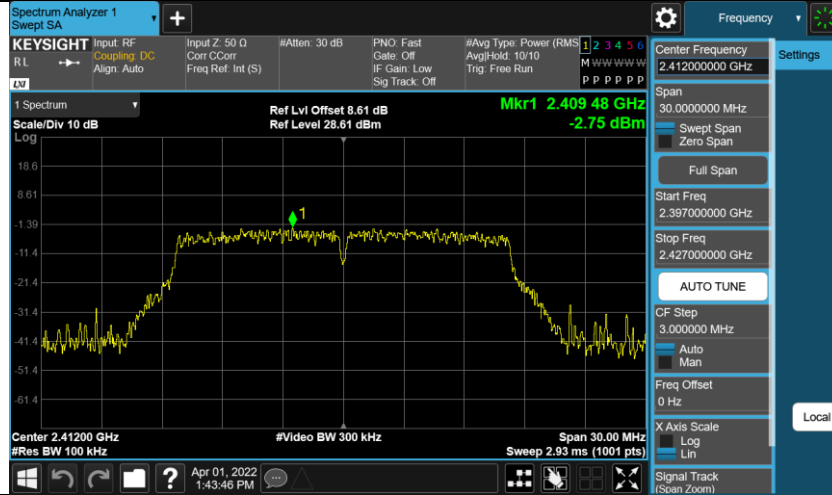 Spectrum Analyzer 1
Swept SA
+
Frequency
KEYSIGHT
RL
LXI
Input: RF
Coupling: DC
Align: Auto
Input Z: 50 Ω
Corr CCorr
Freq Ref: Int (S)
#Atten: 30 dB
PNO: Fast
Gate: Off
IF Gain: Low
Sig Track: Off
#Avg Type: Power (RMS
Avg|Hold: 10/10
Trig: Free Run
1 2 3 4 5 6
M W W W W W
P P P P P P
1 Spectrum
Scale/Div 10 dB
Log
Ref Lvl Offset 8.61 dB
Ref Level 28.61 dBm
Mkr1 2.409 48 GHz
-2.75 dBm
18.6
8.61
-1.39
-11.4
-21.4
-31.4
-41.4
-51.4
-61.4
1
Center 2.41200 GHz
#Res BW 100 kHz
#Video BW 300 kHz
Span 30.00 MHz
Sweep 2.93 ms (1001 pts)
?
Apr 01, 2022
1:43:46 PM
Center Frequency
2.412000000 GHz
Span
30.0000000 MHz
Swept Span
Zero Span
Full Span
Start Freq
2.397000000 GHz
Stop Freq
2.427000000 GHz
AUTO TUNE
CF Step
3.000000 MHz
Auto
Man
Freq Offset
0 Hz
X Axis Scale
Log
Lin
Signal Track
(Span Zoom)
Settings
Local